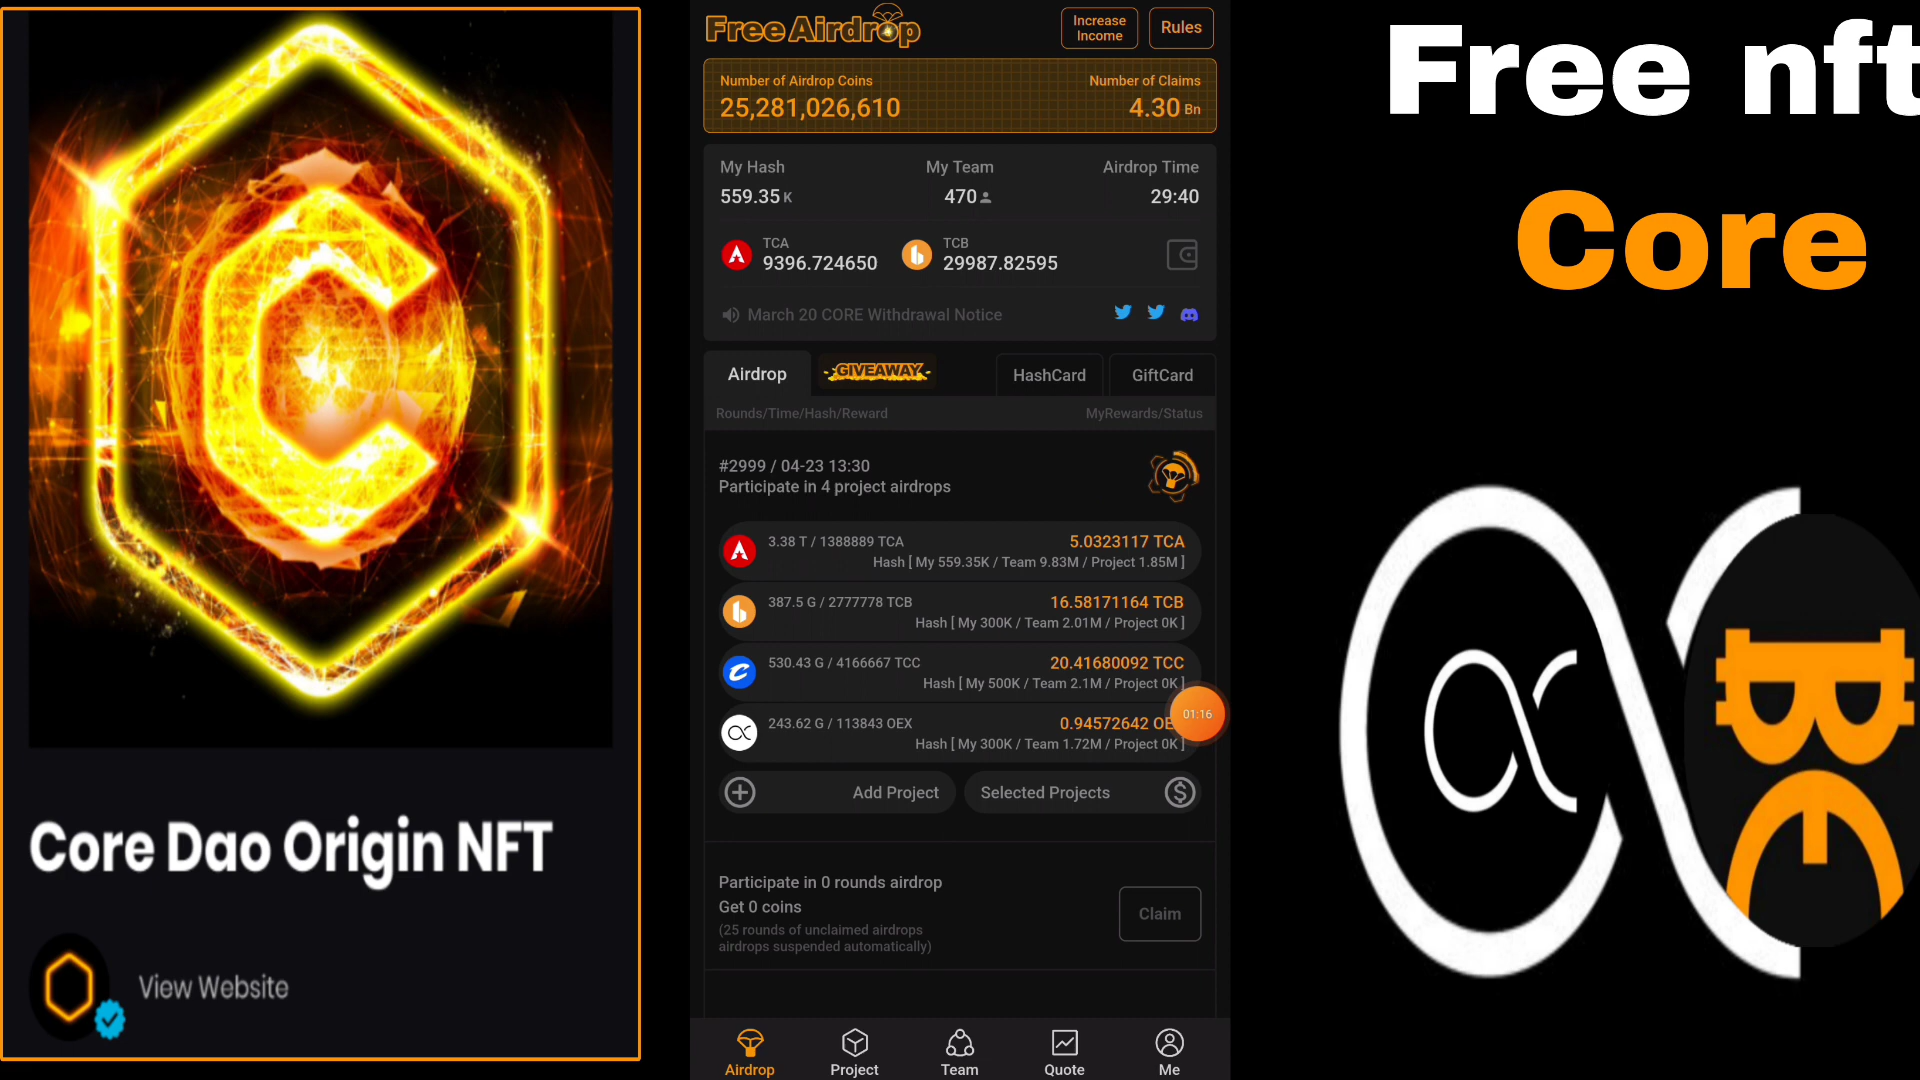 Core Dao Origin NFT
View Website
Free Airdrop
Increase Income
Rules
Number of Airdrop Coins
25,281,026,610
Number of Claims
4.30 Bn
My Hash
559.35 K
My Team
470
Airdrop Time
29:40
TCA
9396.724650
TCB
29987.82595
March 20 CORE Withdrawal Notice
Airdrop
GIVEAWAY
HashCard
GiftCard
Rounds/Time/Hash/Reward
MyRewards/Status
#2999 / 04-23 13:30
Participate in 4 project airdrops
3.38 T / 1388889 TCA
5.0323117 TCA
Hash [ My 559.35K / Team 9.83M / Project 1.85M ]
387.5 G / 2777778 TCB
16.58171164 TCB
Hash [ My 300K / Team 2.01M / Project 0K ]
530.43 G / 4166667 TCC
20.41680092 TCC
Hash [ My 500K / Team 2.1M / Project 0K ]
243.62 G / 113843 OEX
0.94572642 OE
01:16
Hash [ My 300K / Team 1.72M / Project 0K ]
Add Project
Selected Projects
Participate in 0 rounds airdrop
Get 0 coins
(25 rounds of unclaimed airdrops
airdrops suspended automatically)
Claim
Airdrop
Project
Team
Quote
Me
Free nft
Core